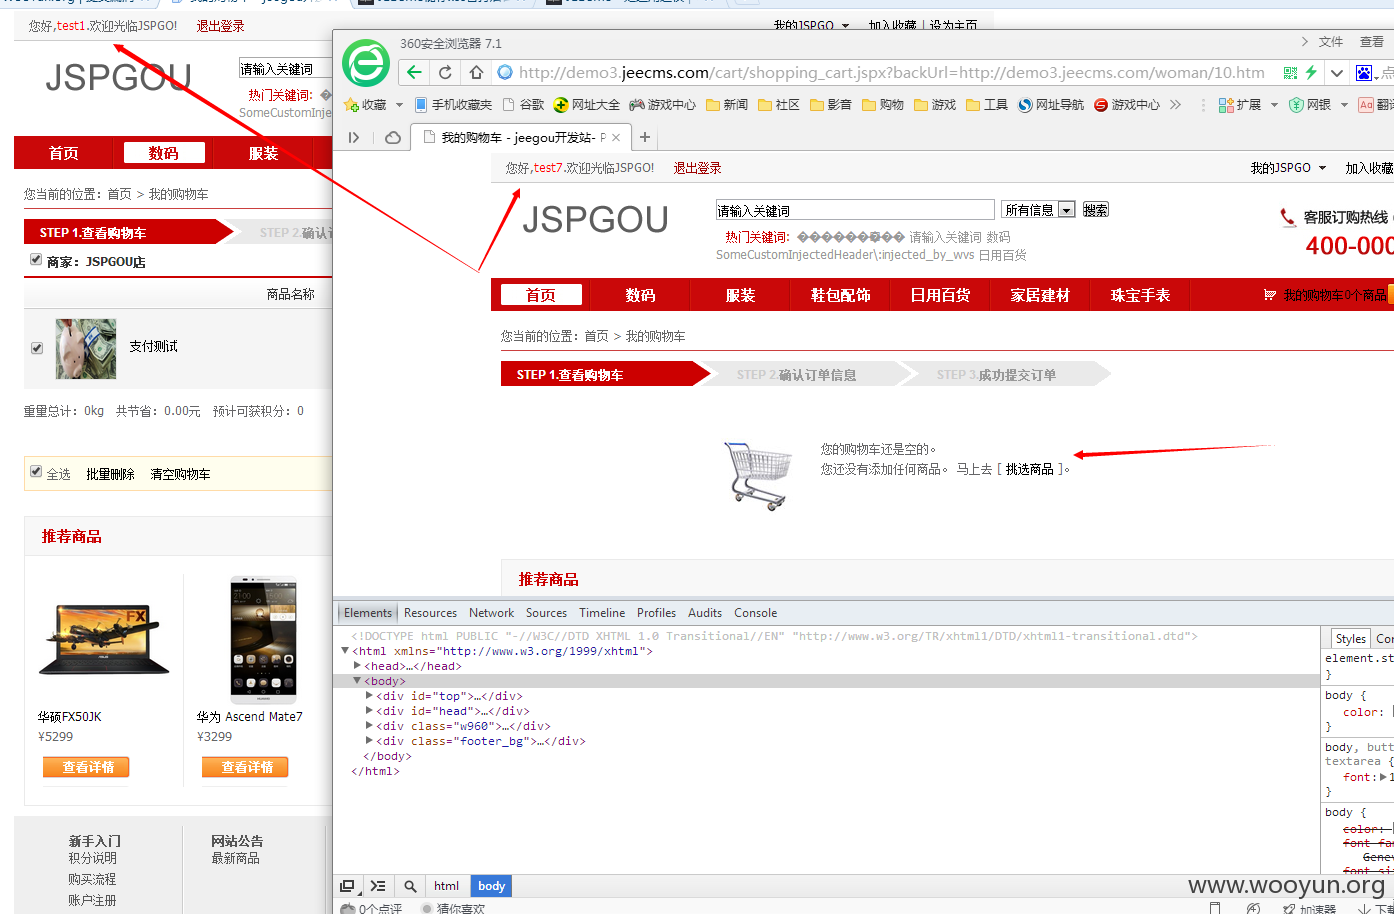 您好,test1.欢迎光临JSPGOU! 退出登录
我的JSPGO 加入收藏 | 设为主页
JSPGOU
请输入关键词
热门关键词:
SomeCustomInje
首页 数码 服装
您当前的位置: 首页 > 我的购物车
STEP 1.查看购物车 STEP 2.确认订
商家: JSPGOU店
商品名称
支付测试
重量总计: 0kg 共节省: 0.00元 预计可获积分: 0
全选 批量删除 清空购物车
推荐商品
FX
华硕FX50JK
¥5299
查看详情
华为 Ascend Mate7
¥3299
查看详情
新手入门
积分说明
购买流程
账户注册
网站公告
最新商品
360安全浏览器 7.1
文件 查看
http://demo3.jeecms.com/cart/shopping_cart.jspx?backUrl=http://demo3.jeecms.com/woman/10.htm
收藏 手机收藏夹 谷歌 网址大全 游戏中心 新闻 社区 影音 购物 游戏 工具 网址导航 游戏中心 >> 扩展 网银 翻译
我的购物车 - jeegou开发站- P
您好,test7.欢迎光临JSPGO! 退出登录
我的JSPGO 加入收藏
JSPGOU
请输入关键词 所有信息 搜索
热门关键词: 请输入关键词 数码
SomeCustomInjectedHeader\:injected_by_wvs 日用百货
客服订购热线
400-000
首页 数码 服装 鞋包配饰 日用百货 家居建材 珠宝手表 我的购物车0个商品
您当前的位置: 首页 > 我的购物车
STEP 1.查看购物车 STEP 2.确认订单信息 STEP 3.成功提交订单
您的购物车还是空的。
您还没有添加任何商品。 马上去 [ 挑选商品 ]。
推荐商品
Elements Resources Network Sources Timeline Profiles Audits Console
<!DOCTYPE html PUBLIC "-//W3C//DTD XHTML 1.0 Transitional//EN" "http://www.w3.org/TR/xhtml1/DTD/xhtml1-transitional.dtd">
<html xmlns="http://www.w3.org/1999/xhtml">
<head>…</head>
<body>
<div id="top">…</div>
<div id="head">…</div>
<div class="w960">…</div>
<div class="footer_bg">…</div>
</body>
</html>
Styles Co
element.st
}
body {
color:
}
body, butt
textarea {
font:
}
body {
color:
font-fa
Genev
font-si
html body
www.wooyun.org
0个点评 猜你喜欢
加速器 下载